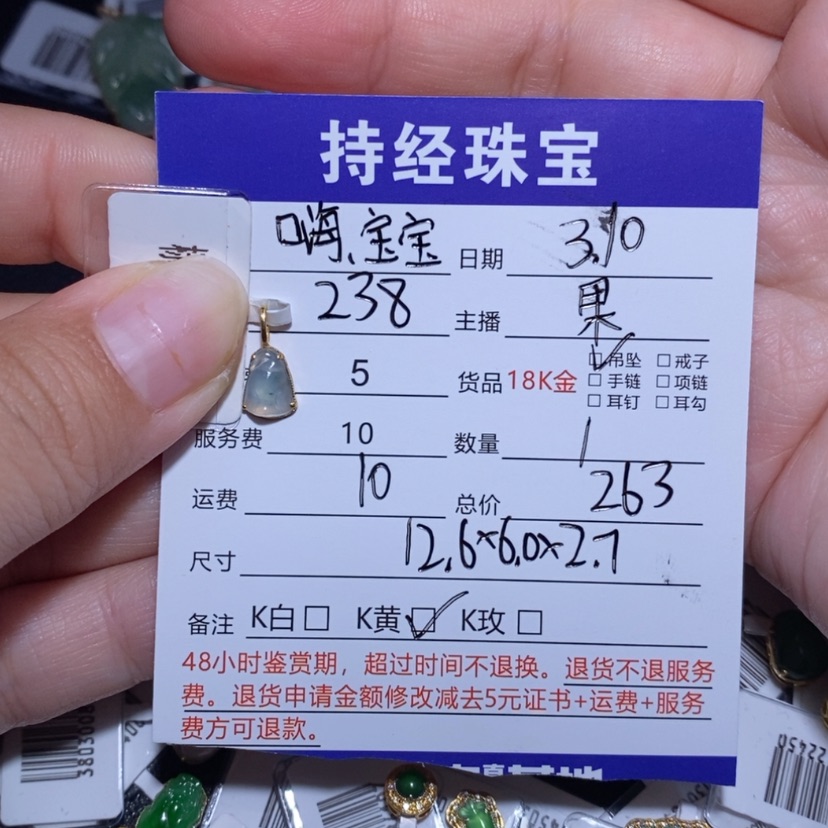 持经珠宝
嗨、宝宝 日期 3.10
238 主播 果
5 货品 18K金 吊坠 戒子
手链 项链
耳钉 耳勾
服务费 10 数量 1
运费 10 总价 263
尺寸 12.6×6.0×2.7
备注 K白 K黄 K玫
48小时鉴赏期，超过时间不退换。退货不退服务
费。退货申请金额修改减去5元证书+运费+服务
费方可退款。